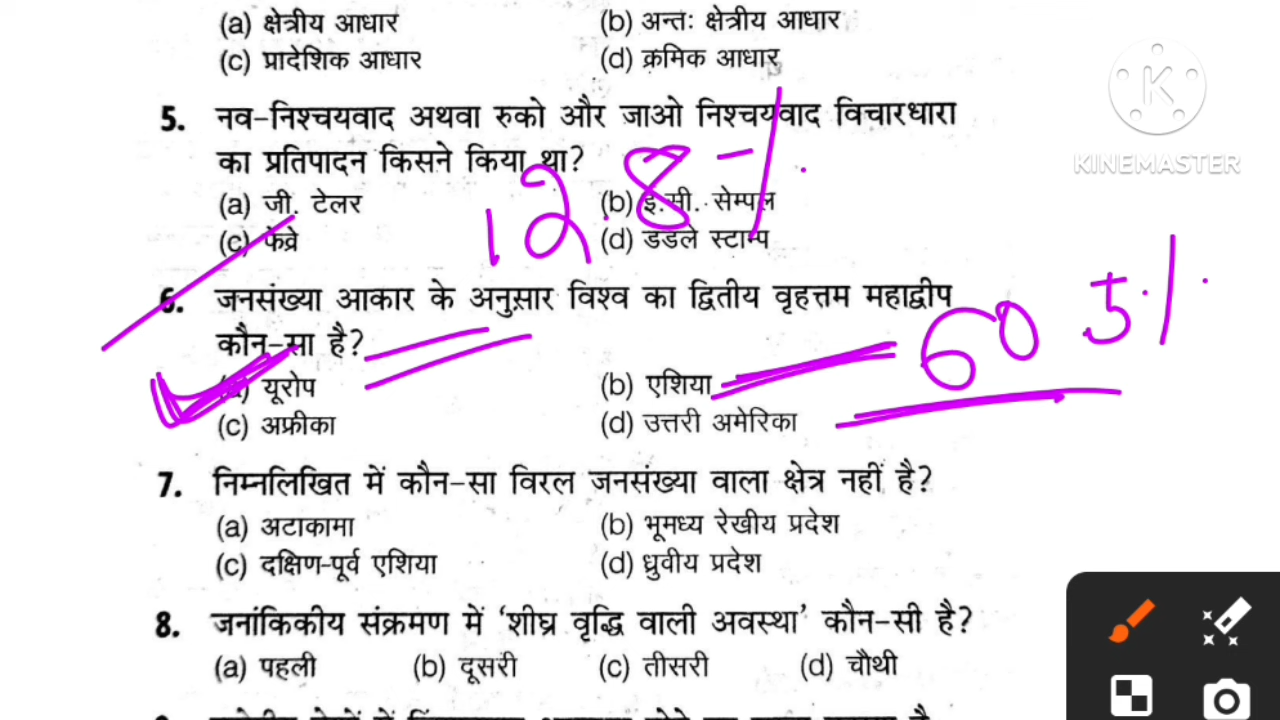 (a) क्षेत्रीय आधार (b) अन्तः क्षेत्रीय आधार
(c) प्रादेशिक आधार (d) क्रमिक आधार
5. नव-निश्चयवाद अथवा रुको और जाओ निश्चयवाद विचारधारा
का प्रतिपादन किसने किया था?
12.8%
(a) जी. टेलर (b) ई.सी. सेम्पल
(c) फेव्रे (d) डडले स्टाम्प
6. जनसंख्या आकार के अनुसार विश्व का द्वितीय वृहत्तम महाद्वीप
कौन-सा है?
60.5%
(a) यूरोप (b) एशिया
(c) अफ्रीका (d) उत्तरी अमेरिका
7. निम्नलिखित में कौन-सा विरल जनसंख्या वाला क्षेत्र नहीं है?
(a) अटाकामा (b) भूमध्य रेखीय प्रदेश
(c) दक्षिण-पूर्व एशिया (d) ध्रुवीय प्रदेश
8. जनांकिकीय संक्रमण में 'शीघ्र वृद्धि वाली अवस्था' कौन-सी है?
(a) पहली (b) दूसरी (c) तीसरी (d) चौथी
K
KINEMASTER